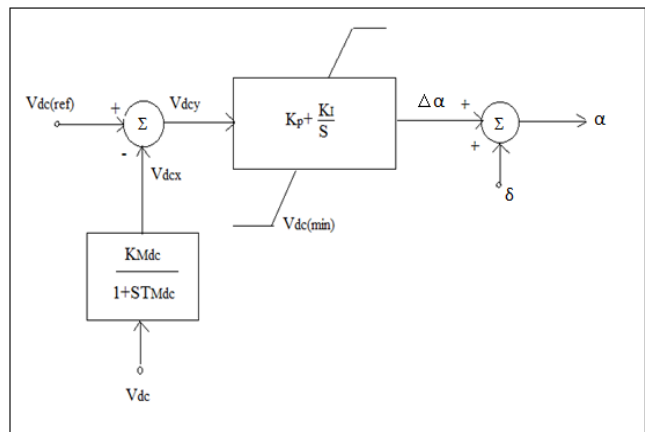 Vdc(ref)
+
-
Σ
Vdcy
Vdcx
KP+ KI
S
Vdc(min)
Δα
+
+
Σ
α
δ
KMdc
1+STMdc
Vdc